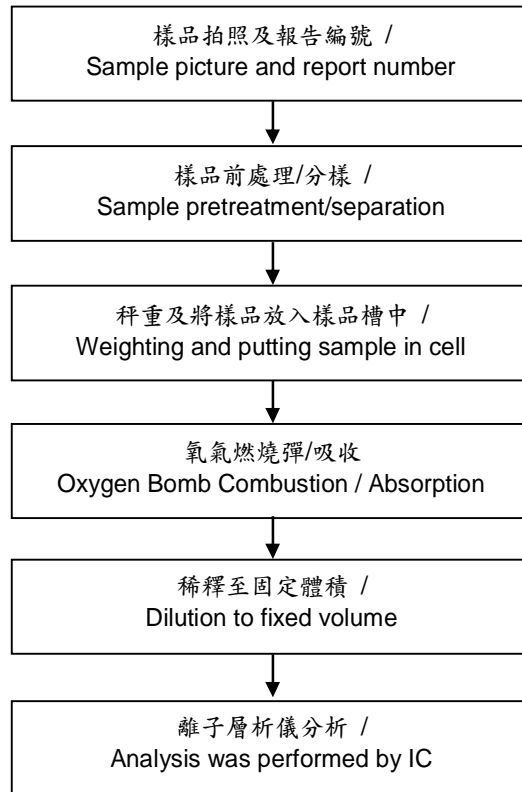 樣品拍照及報告編號 /
Sample picture and report number
樣品前處理/分樣 /
Sample pretreatment/separation
秤重及將樣品放入樣品槽中 /
Weighting and putting sample in cell
氧氣燃燒彈/吸收
Oxygen Bomb Combustion / Absorption
稀釋至固定體積 /
Dilution to fixed volume
離子層析儀分析 /
Analysis was performed by IC